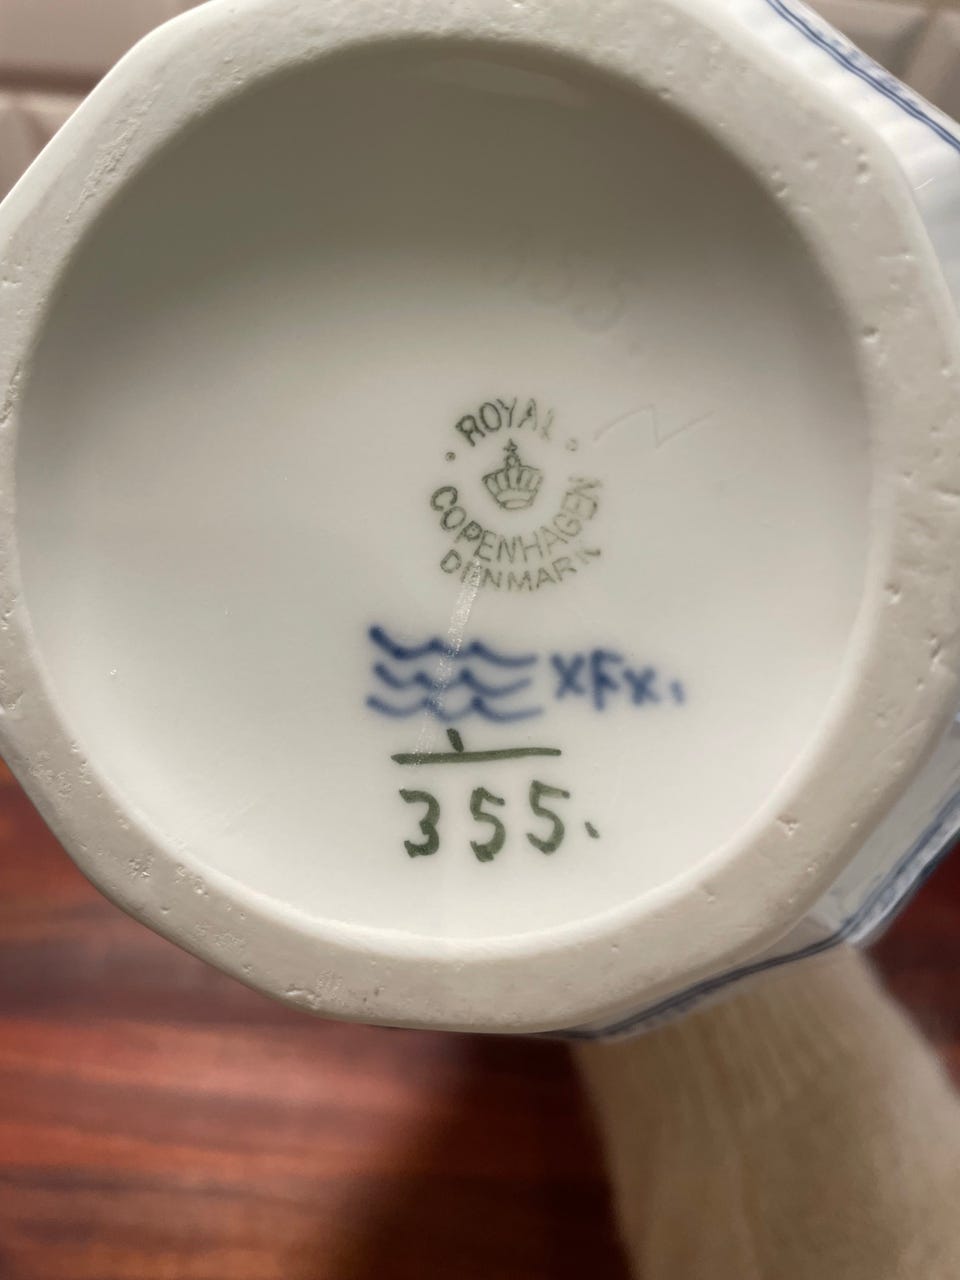 ROYAL
COPENHAGEN
DENMARK
XFX.
1
355.